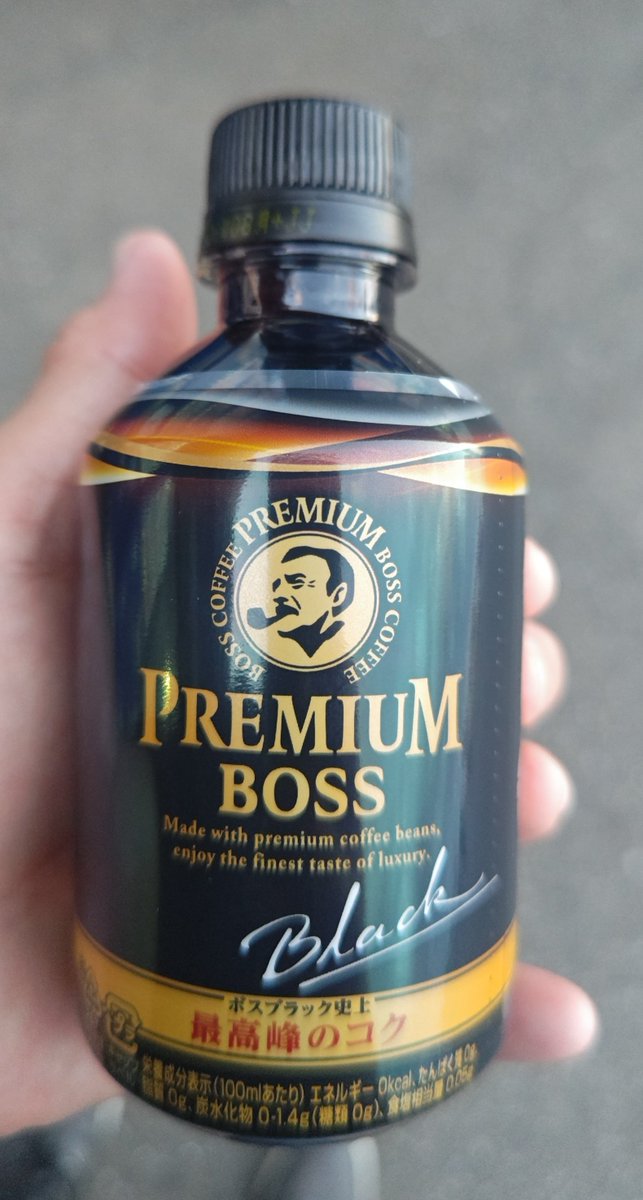 BOSS COFFEE PREMIUM BOSS COFFEE
PREMIUM
BOSS
Made with premium coffee beans,
enjoy the finest taste of luxury.
Black
ボスブラック史上
最高峰のコク
栄養成分表示(100mlあたり) エネルギー 0kcal、たんぱく質 0g、
脂質 0g、炭水化物 0-1.4g(糖類 0g)、食塩相当量 0.05g